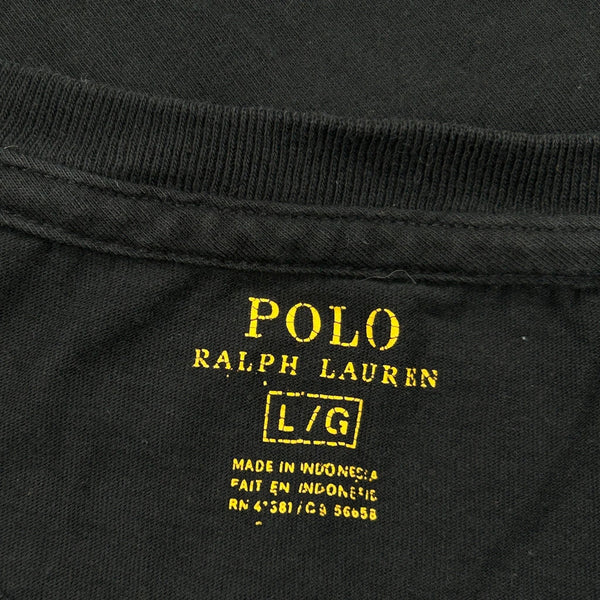 POLO
RALPH LAUREN
L/G
MADE IN INDONESIA
FAIT EN INDONESIE
RN 41381/CA 56658